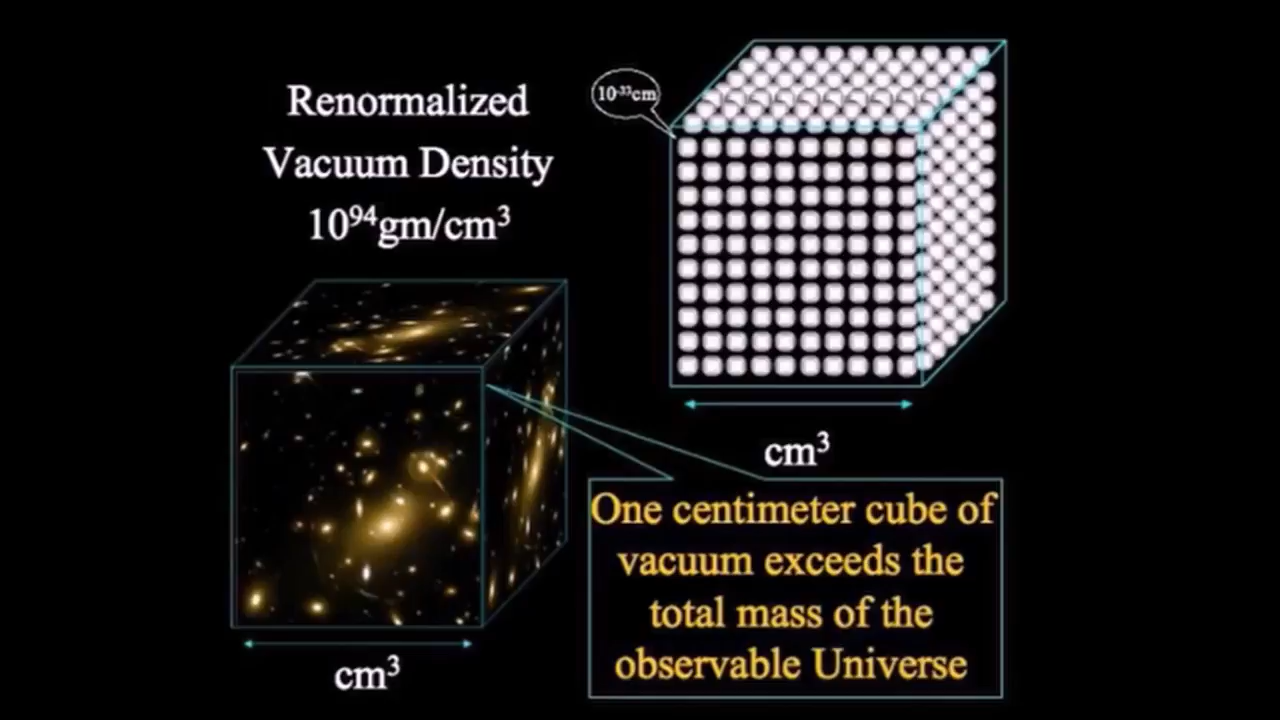 Renormalized
Vacuum Density
10⁹⁴gm/cm³
10⁻³³cm
cm³
One centimeter cube of
vacuum exceeds the
total mass of the
observable Universe
cm³